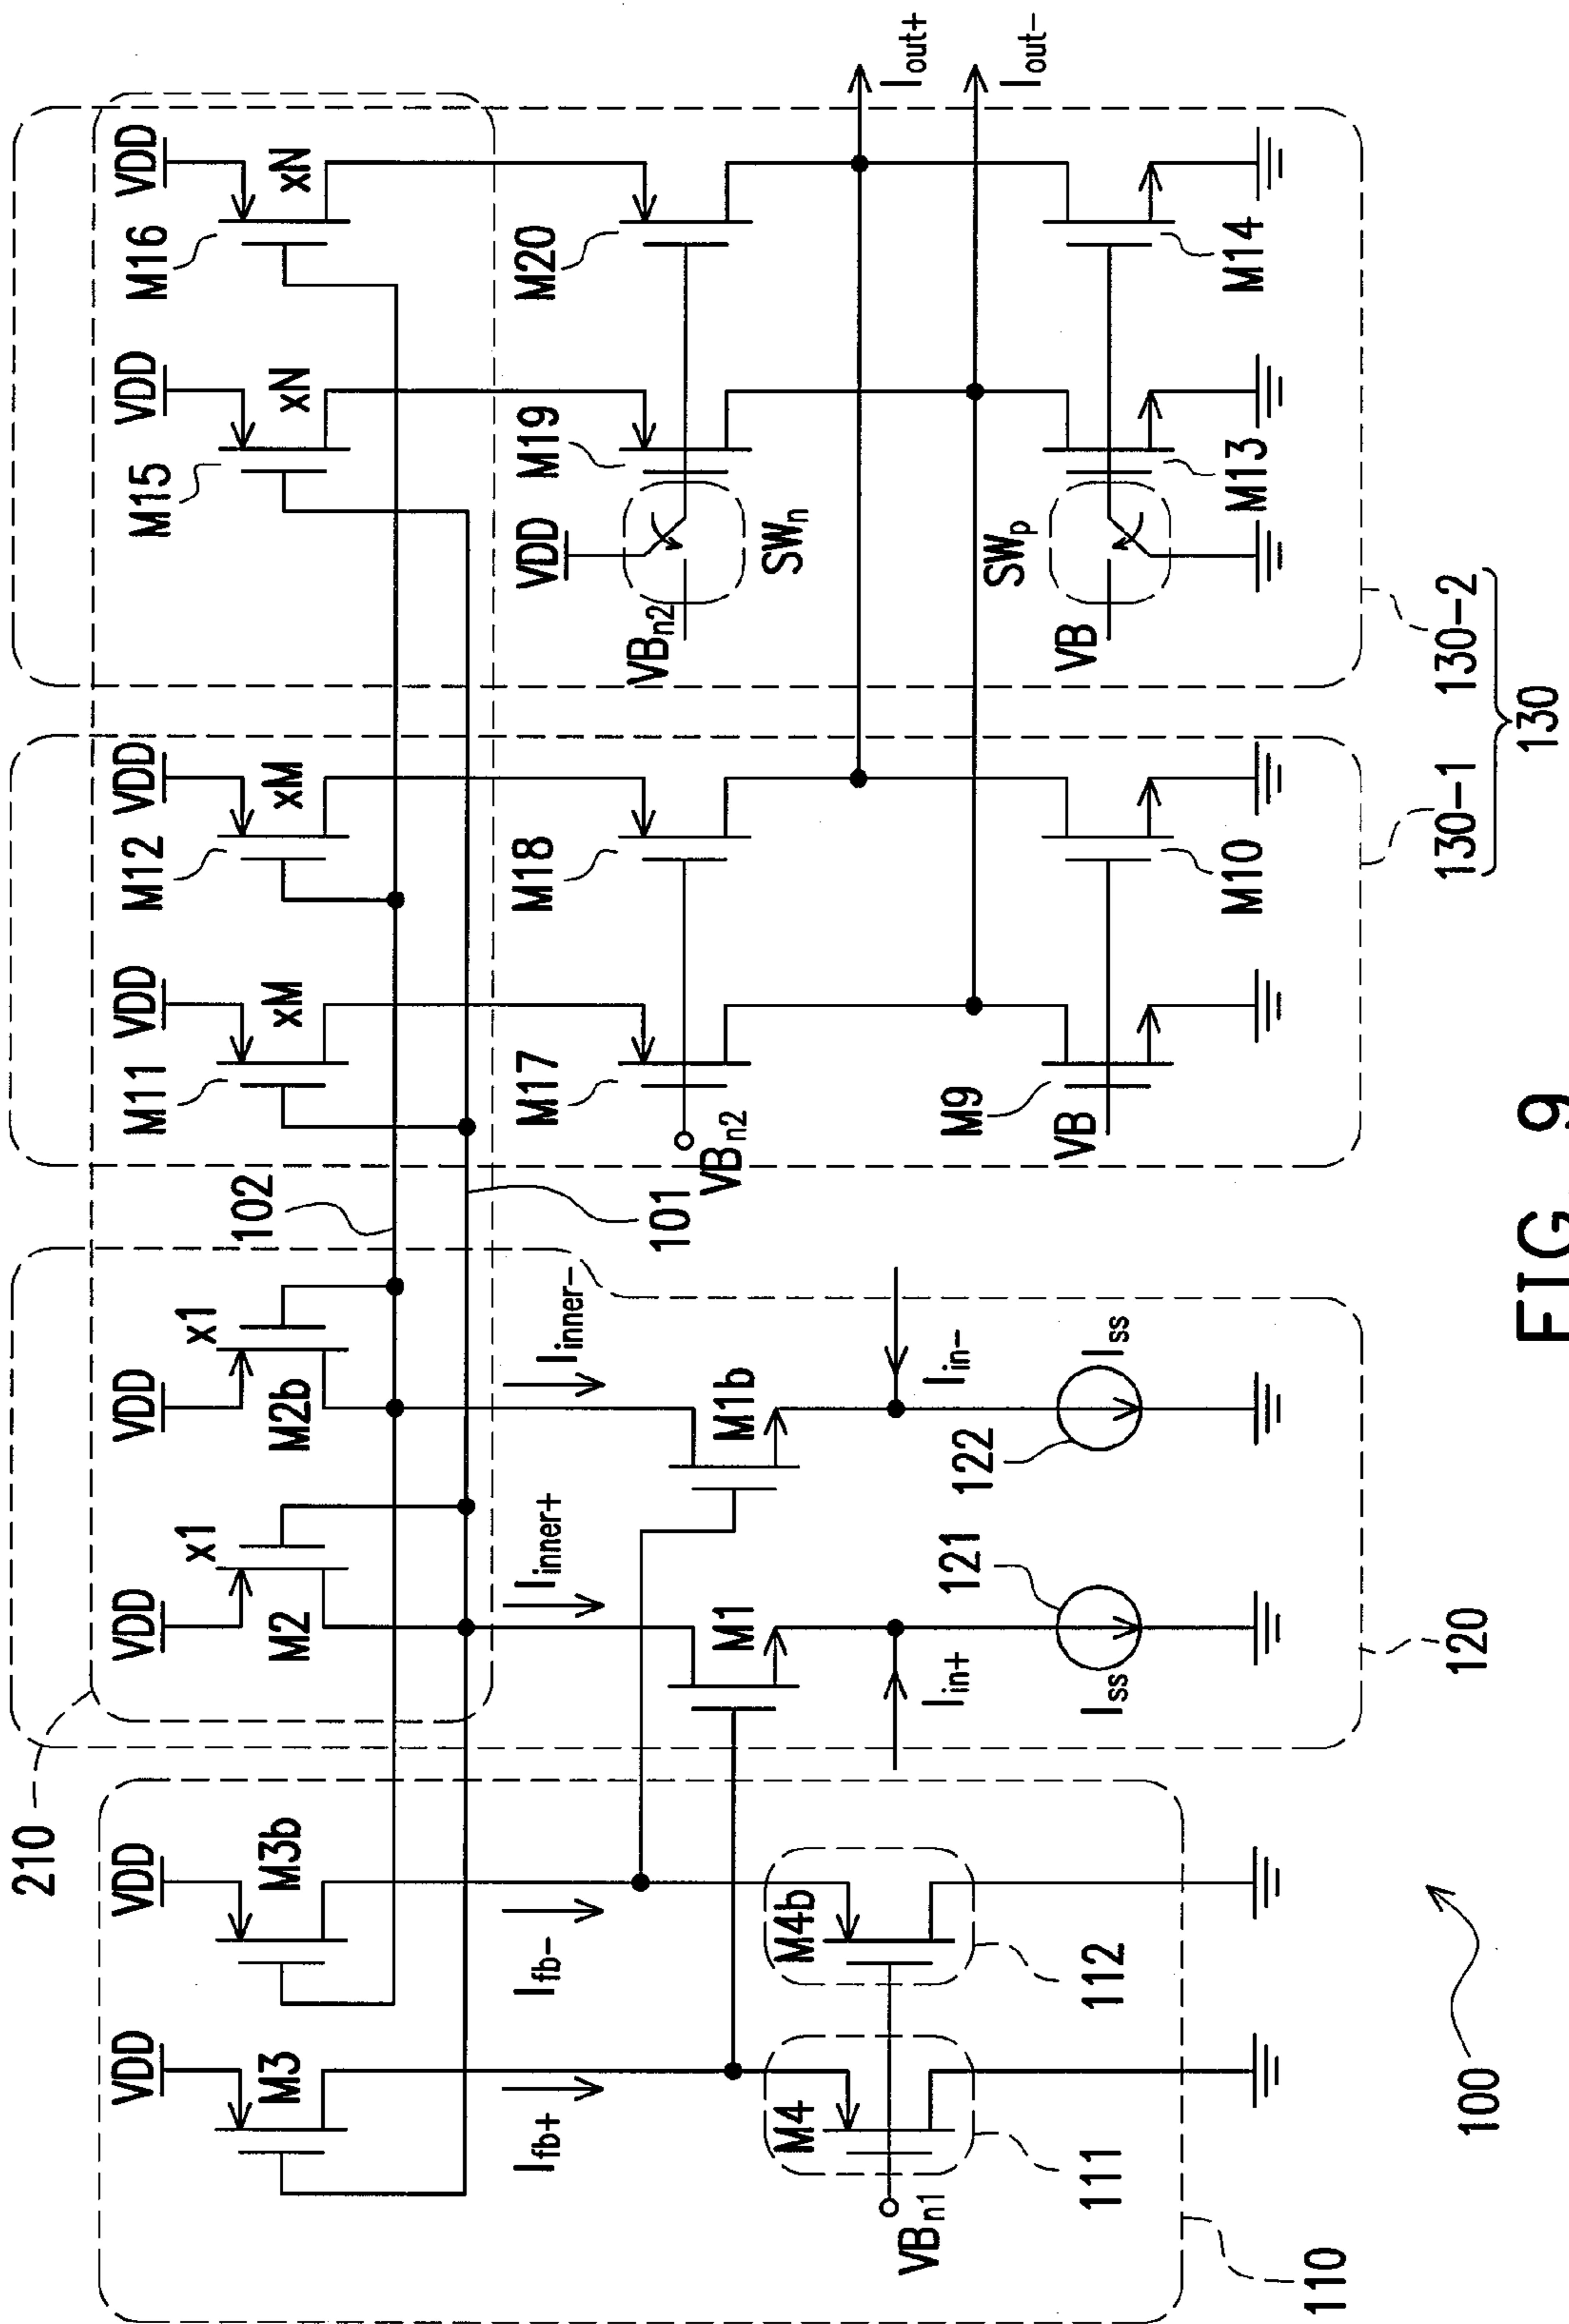 210
VDD
VDD
VDD
VDD
VDD
VDD
VDD
VDD
M3
M3b
M2
x1
M2b
x1
M11
xM
M12
xM
M15
xN
M16
xN
102
101
Ifb+
Ifb-
Iinner+
Iinner-
VBn2
M17
M18
VDD
VBn2
SWn
M19
M20
M4
M4b
VBn1
111
112
M1
M1b
Iin+
Iin-
121
Iss
122
Iss
VB
M9
M10
VB
SWp
M13
M14
Iout+
Iout-
110
120
130-1
130-2
130
100
FIG. 9